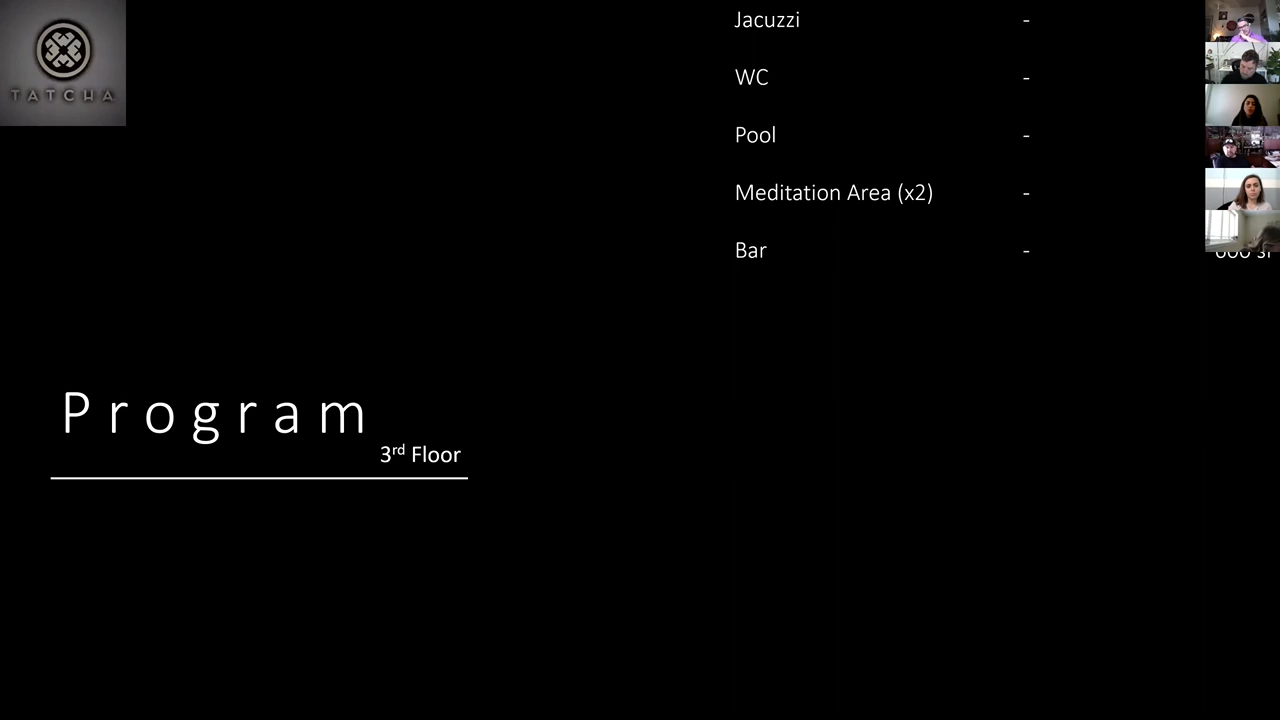 TATCHA
Jacuzzi -
WC -
Pool -
Meditation Area (x2) -
Bar -
Program
3rd Floor